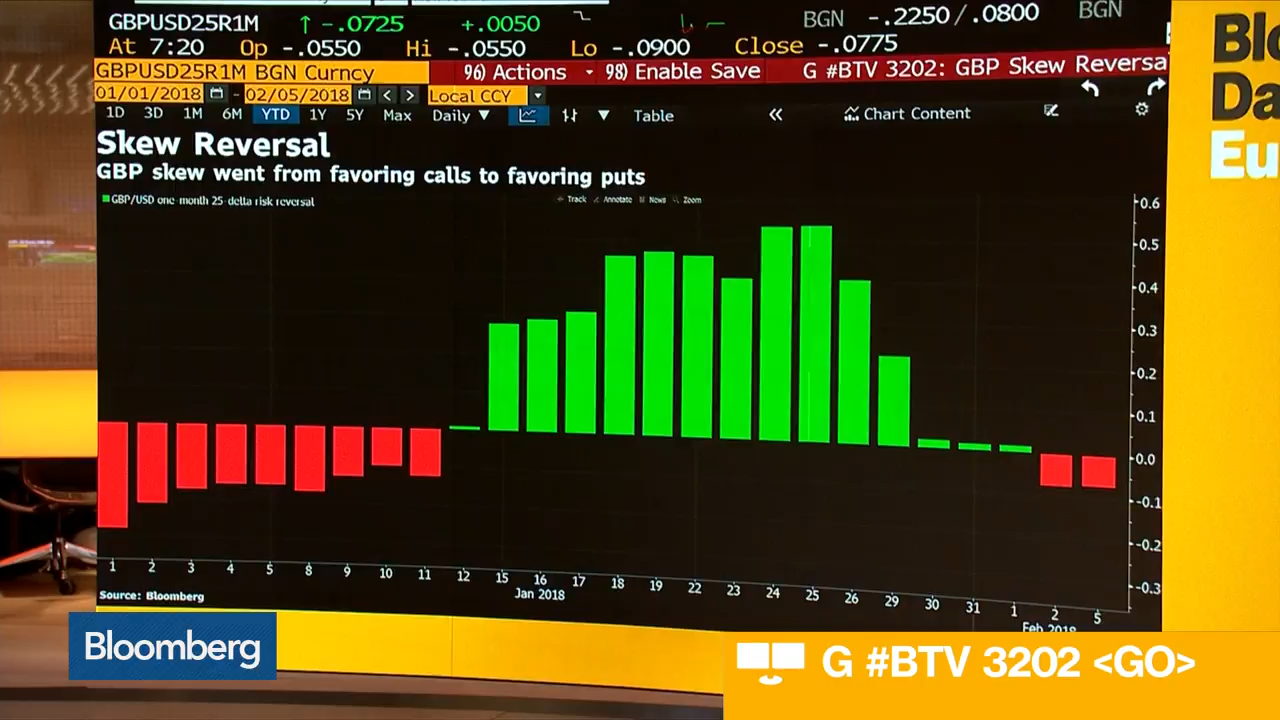 GBPUSD25R1M ↑ -.0725 +.0050 BGN -.2250/.0800 BGN
At 7:20 Op -.0550 Hi -.0550 Lo -.0900 Close -.0775
GBPUSD25R1M BGN Curncy 96) Actions 98) Enable Save G #BTV 3202: GBP Skew Reversa
01/01/2018 - 02/05/2018 < > Local CCY
1D 3D 1M 6M YTD 1Y 5Y Max Daily ▼ ▼ Table « Chart Content
Skew Reversal
GBP skew went from favoring calls to favoring puts
GBP/USD one-month 25-delta risk reversal Track Annotate News Zoom
0.6
0.5
0.4
0.3
0.2
0.1
0.0
-0.1
-0.2
-0.3
1 2 3 4 5 8 9 10 11 12 15 16 17 18 19 22 23 24 25 26 29 30 31 1 2 5
Jan 2018 Feb 2018
Source: Bloomberg
Blo
Da
Eu
Bloomberg
G #BTV 3202 <GO>